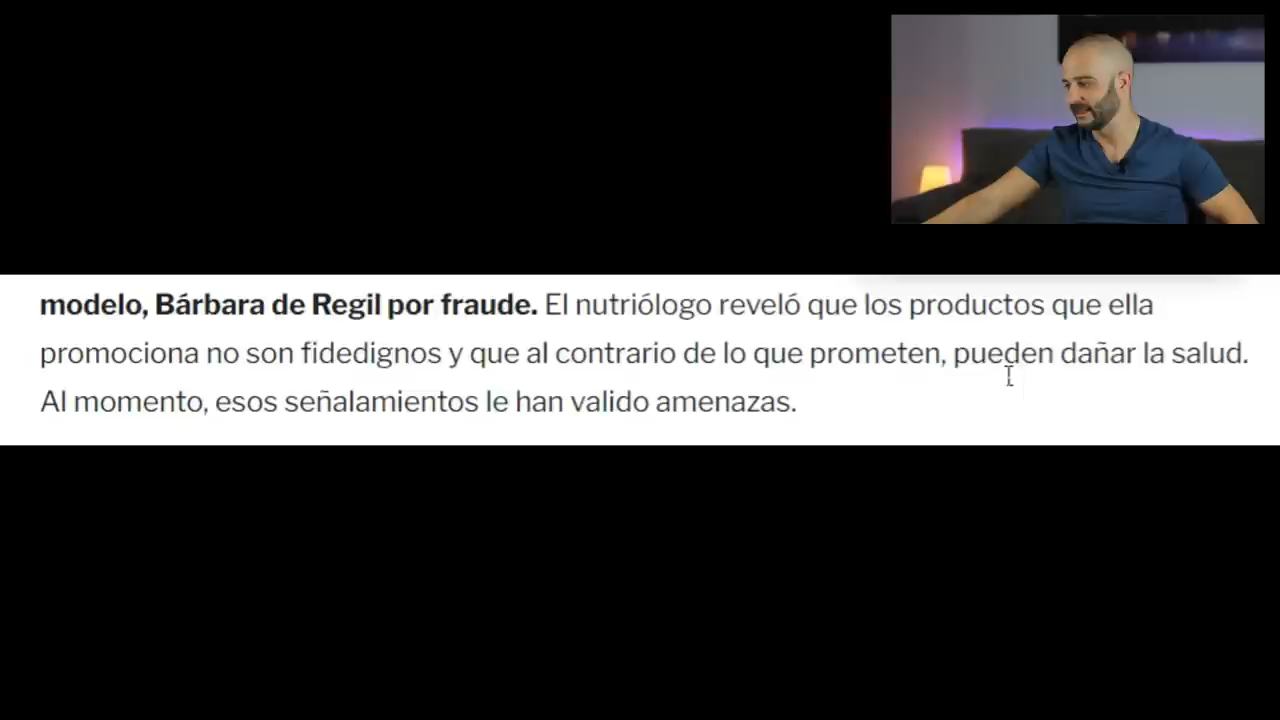 modelo, Bárbara de Regil por fraude. El nutriólogo reveló que los productos que ella
promociona no son fidedignos y que al contrario de lo que prometen, pueden dañar la salud.
Al momento, esos señalamientos le han valido amenazas.